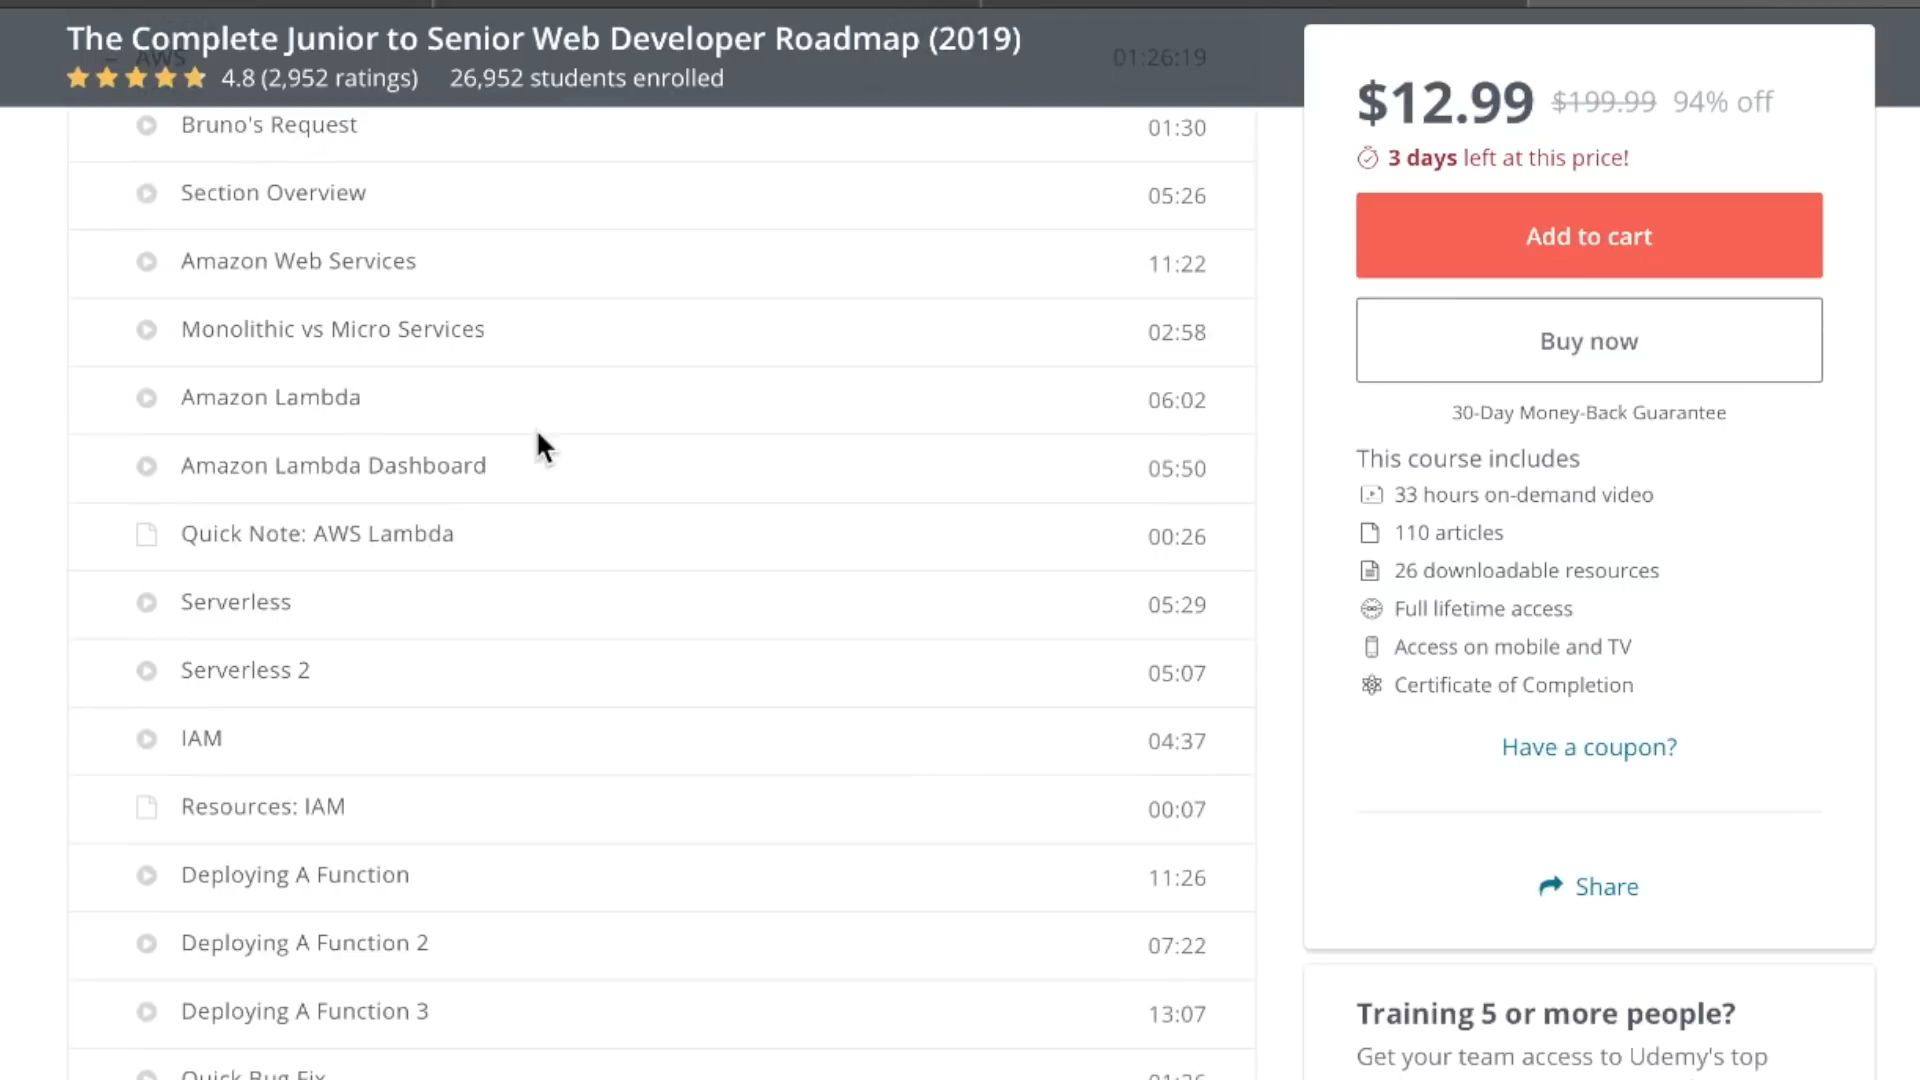 The Complete Junior to Senior Web Developer Roadmap (2019)
4.8 (2,952 ratings) 26,952 students enrolled
AWS 01:26:19
Bruno's Request 01:30
Section Overview 05:26
Amazon Web Services 11:22
Monolithic vs Micro Services 02:58
Amazon Lambda 06:02
Amazon Lambda Dashboard 05:50
Quick Note: AWS Lambda 00:26
Serverless 05:29
Serverless 2 05:07
IAM 04:37
Resources: IAM 00:07
Deploying A Function 11:26
Deploying A Function 2 07:22
Deploying A Function 3 13:07
Quick Bug Fix 01:36
$12.99 $199.99 94% off
3 days left at this price!
Add to cart
Buy now
30-Day Money-Back Guarantee
This course includes
33 hours on-demand video
110 articles
26 downloadable resources
Full lifetime access
Access on mobile and TV
Certificate of Completion
Have a coupon?
Share
Training 5 or more people?
Get your team access to Udemy's top